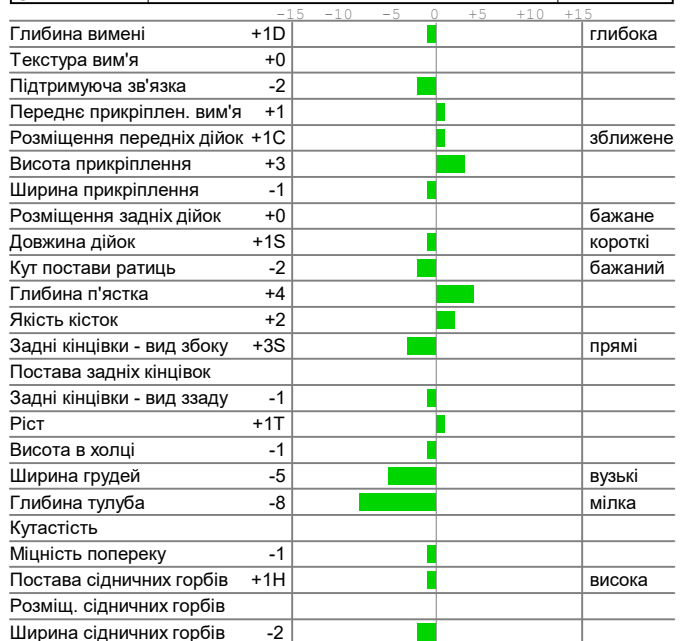 -15 -10 -5 0 +5 +10 +15
Глибина вимені +1D глибока
Текстура вим'я +0
Підтримуюча зв'язка -2
Переднє прикріплен. вим'я +1
Розміщення передніх дійок +1C зближене
Висота прикріплення +3
Ширина прикріплення -1
Розміщення задніх дійок +0 бажане
Довжина дійок +1S короткі
Кут постави ратиць -2 бажаний
Глибина п'ястка +4
Якість кісток +2
Задні кінцівки - вид збоку +3S прямі
Постава задніх кінцівок
Задні кінцівки - вид ззаду -1
Ріст +1T
Висота в холці -1
Ширина грудей -5 вузькі
Глибина тулуба -8 мілка
Кутастість
Міцність попереку -1
Постава сідничних горбів +1H висока
Розміщ. сідничних горбів
Ширина сідничних горбів -2